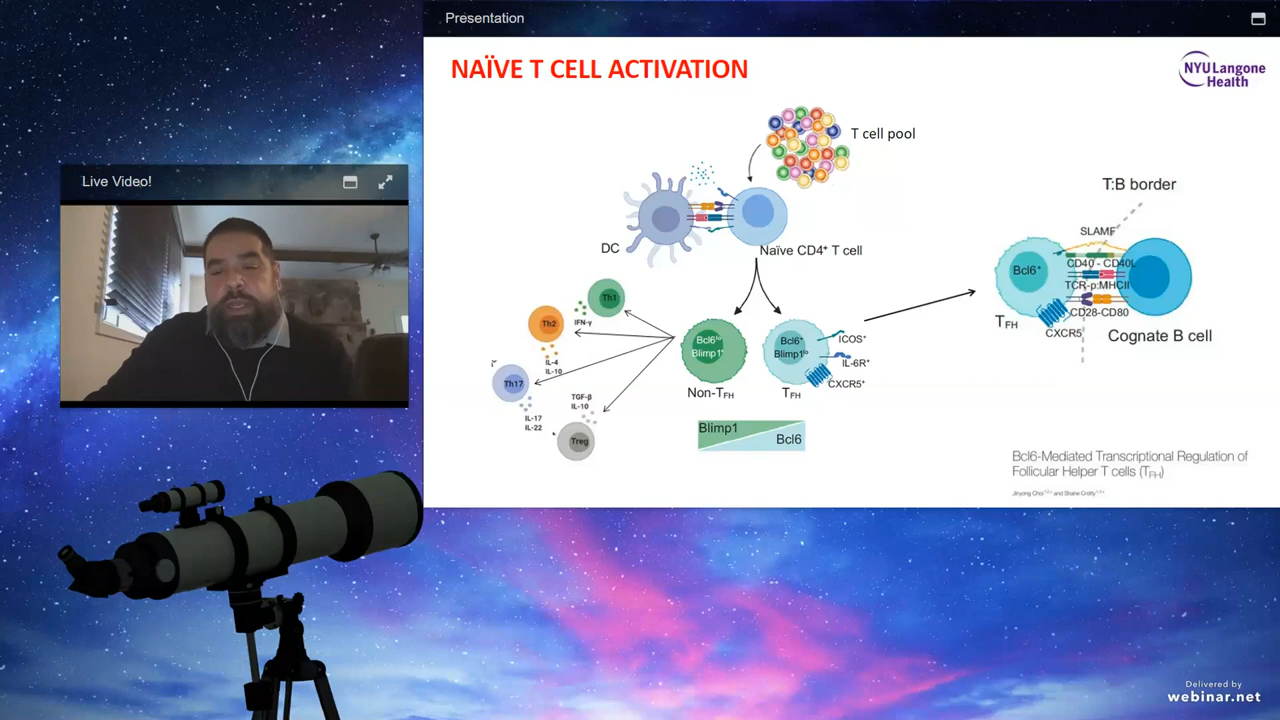 Presentation
Live Video!
NAÏVE T CELL ACTIVATION
NYU Langone
Health
T cell pool
DC
Naïve CD4⁺ T cell
T:B border
SLAMF
CD40 - CD40L
TCR-p:MHCII
CD28-CD80
Bcl6⁺
TFH
CXCR5
Cognate B cell
Th1
IFN-γ
Th2
IL-4
IL-10
Th17
IL-17
IL-22
TGF-β
IL-10
Treg
Bcl6ˡᵒ
Blimp1⁺
Non-TFH
Bcl6⁺
Blimp1ˡᵒ
TFH
ICOS⁺
IL-6R⁺
CXCR5⁺
Blimp1
Bcl6
Bcl6-Mediated Transcriptional Regulation of
Follicular Helper T cells (TFH)
Jinyong Choi and Shane Crotty
Delivered by
webinar.net